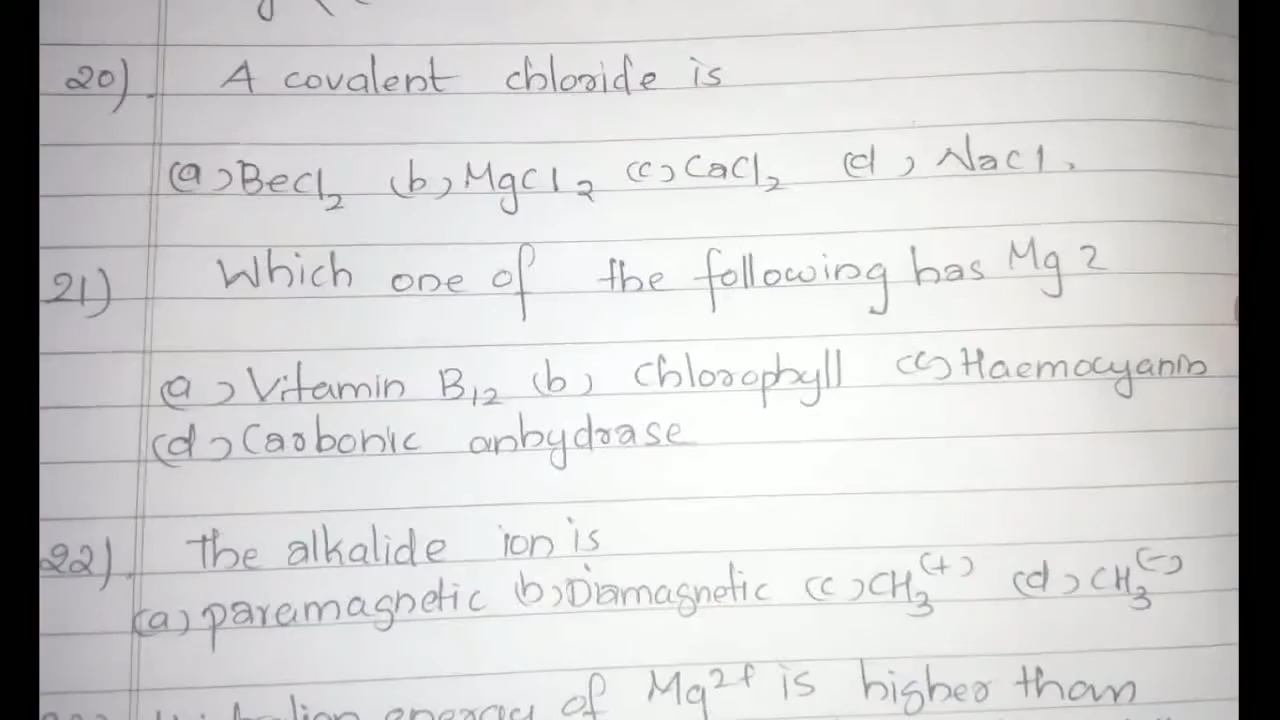 20). A covalent chloride is
(a) BeCl2 (b) MgCl2 (c) CaCl2 (d) NaCl.
21) Which one of the following has Mg?
(a) Vitamin B12 (b) Chlorophyll (c) Haemocyanin
(d) Carbonic anhydrase
22). The alkalide ion is
(a) paramagnetic (b) Diamagnetic (c) CH3(+) (d) CH3(-)
energy of Mg2+ is higher than